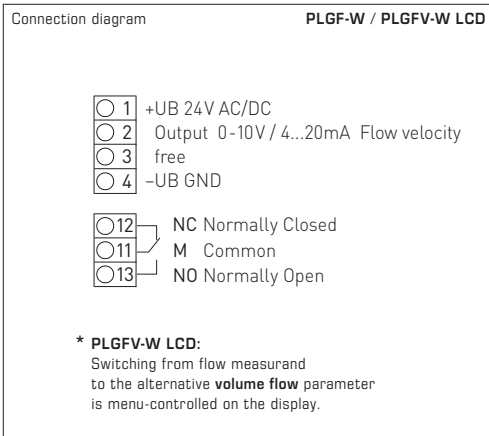 Connection diagram PLGF-W / PLGFV-W LCD
1 +UB 24V AC/DC
2 Output 0-10V / 4...20mA Flow velocity
3 free
4 –UB GND
12 NC Normally Closed
11 M Common
13 NO Normally Open
* PLGFV-W LCD:
Switching from flow measurand
to the alternative volume flow parameter
is menu-controlled on the display.